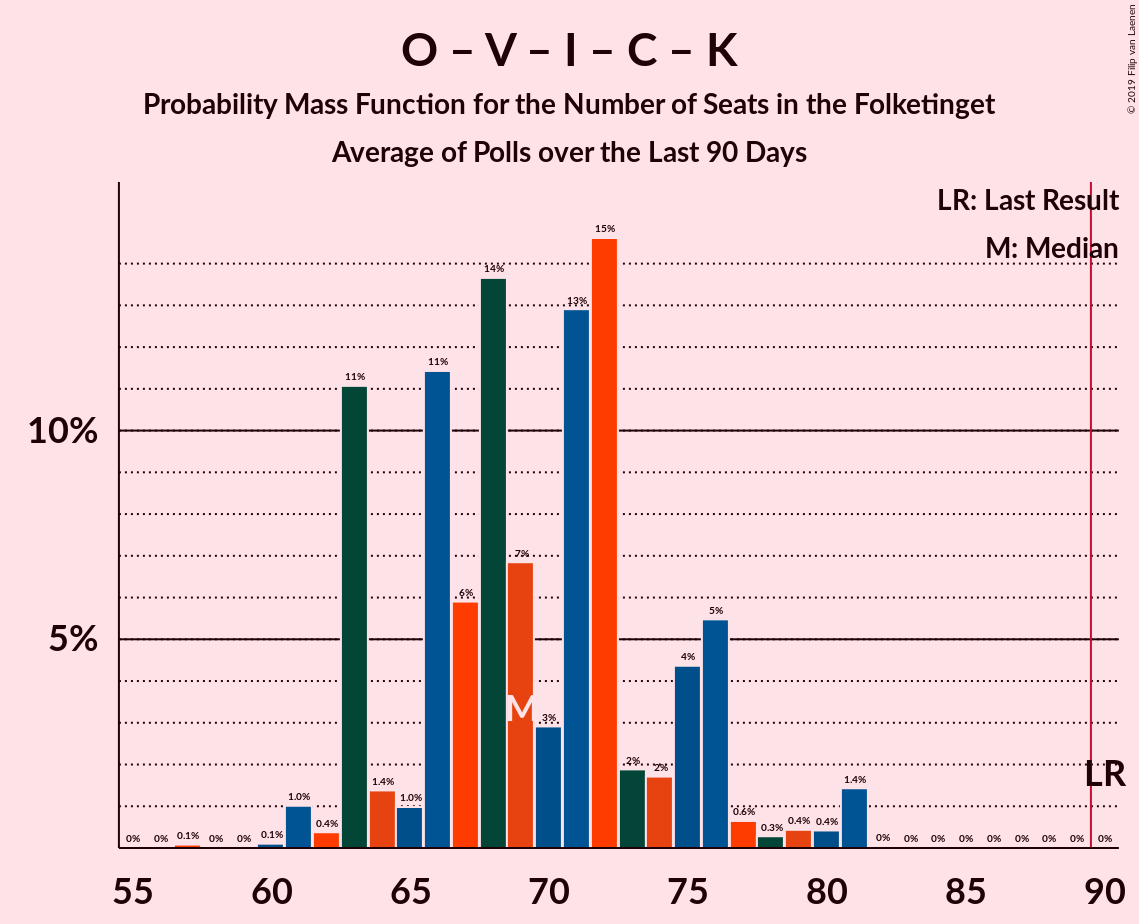 O – V – I – C – K
Probability Mass Function for the Number of Seats in the Folketinget
Average of Polls over the Last 90 Days
© 2019 Filip van Laenen
LR: Last Result
M: Median
10%
5%
0% 0% 0.1% 0% 0% 0.1% 1.0% 0.4% 11% 1.4% 1.0% 11% 6% 14% 7% 3% 13% 15% 2% 2% 4% 5% 0.6% 0.3% 0.4% 0.4% 1.4% 0% 0% 0% 0% 0% 0% 0% 0% 0%
M
LR
55 60 65 70 75 80 85 90